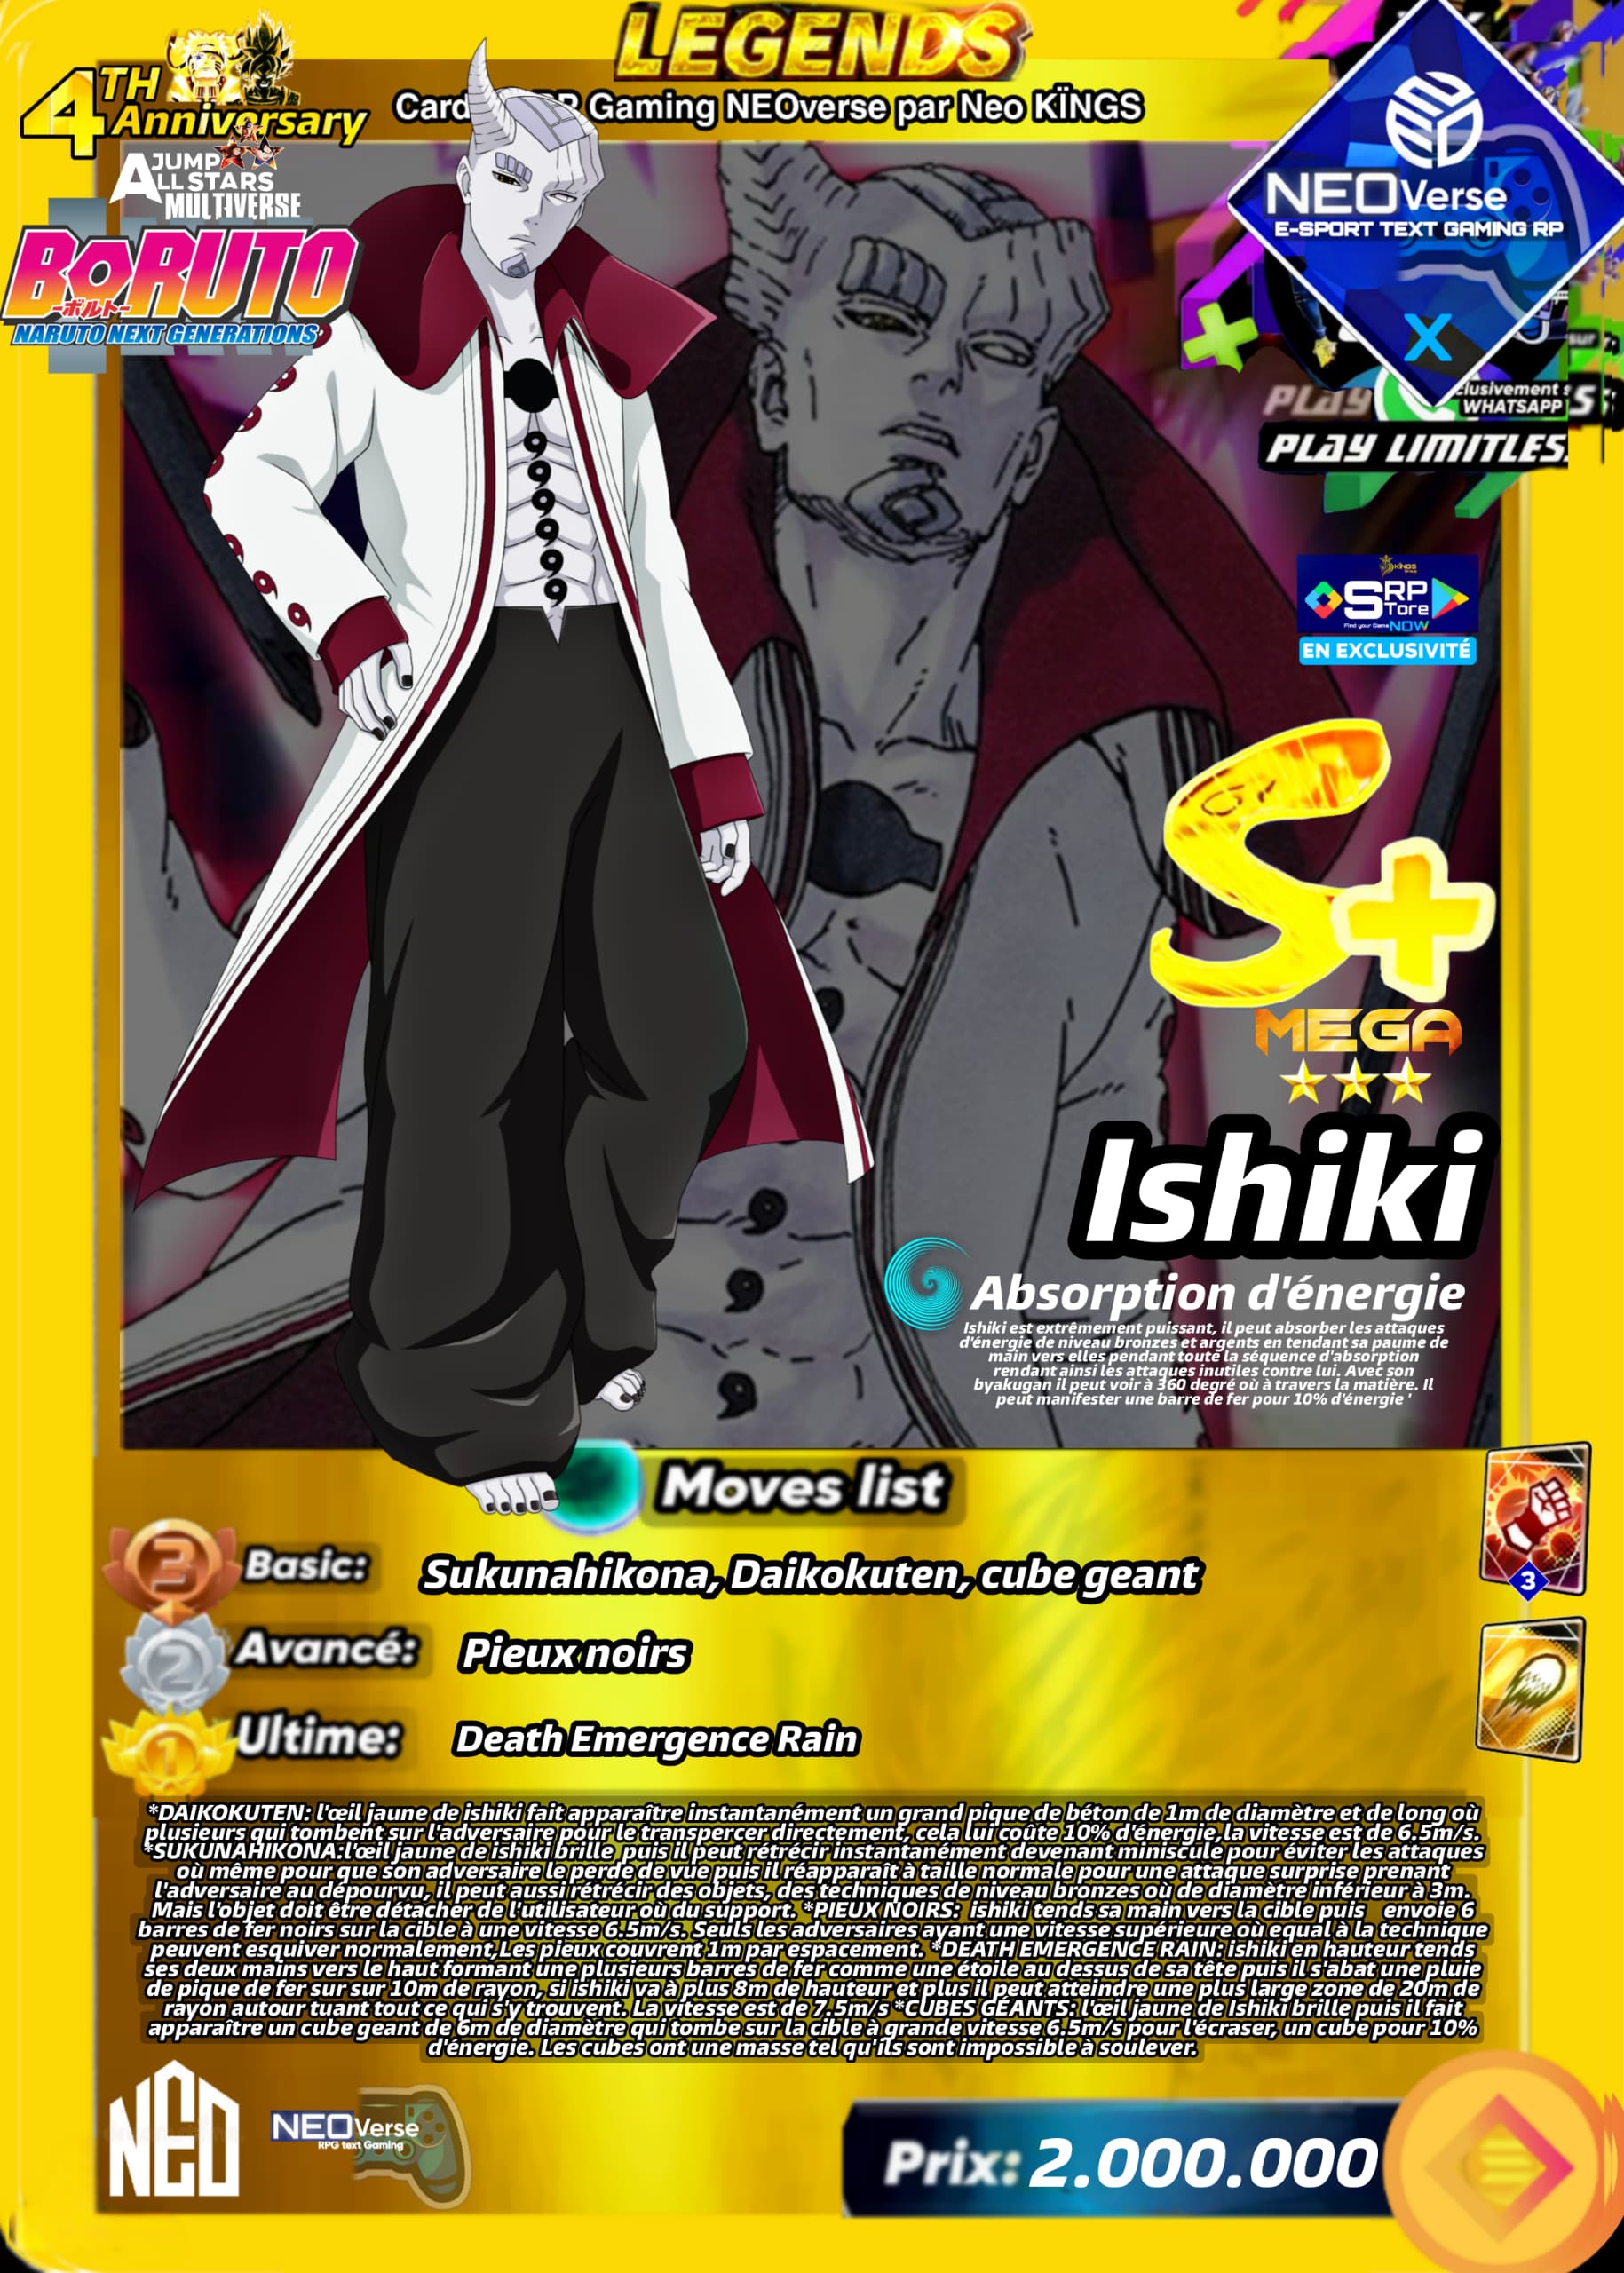 LEGENDS
4TH
Anniversary
Card RP Gaming NEOverse par Neo KÏNGS
JUMP
ALL STARS
MULTIVERSE
BORUTO
-ボルト-
NARUTO NEXT GENERATIONS
NEOVerse
E-SPORT TEXT GAMING RP
X
sur
PLAY
clusivement s
WHATSAPP
S
PLAY LIMITLES
KÏNGS
SRP
Tore
Find your Game NOW
EN EXCLUSIVITÉ
S+
MEGA
Ishiki
Absorption d'énergie
Ishiki est extrêmement puissant, il peut absorber les attaques
d'énergie de niveau bronzes et argents en tendant sa paume de
main vers elles pendant toute la séquence d'absorption
rendant ainsi les attaques inutiles contre lui. Avec son
byakugan il peut voir à 360 degré où à travers la matière. Il
peut manifester une barre de fer pour 10% d'énergie '
Moves list
3
Basic: Sukunahikona, Daikokuten, cube geant
3
2
Avancé: Pieux noirs
1
Ultime: Death Emergence Rain
*DAIKOKUTEN: l'œil jaune de ishiki fait apparaître instantanément un grand pique de béton de 1m de diamètre et de long où
plusieurs qui tombent sur l'adversaire pour le transpercer directement, cela lui coûte 10% d'énergie,la vitesse est de 6.5m/s.
*SUKUNAHIKONA:l'œil jaune de ishiki brille puis il peut rétrécir instantanément devenant miniscule pour éviter les attaques
où même pour que son adversaire le perde de vue puis il réapparaît à taille normale pour une attaque surprise prenant
l'adversaire au dépourvu, il peut aussi rétrécir des objets, des techniques de niveau bronzes où de diamètre inférieur à 3m.
Mais l'objet doit être détacher de l'utilisateur où du support. *PIEUX NOIRS: ishiki tends sa main vers la cible puis envoie 6
barres de fer noirs sur la cible à une vitesse 6.5m/s. Seuls les adversaires ayant une vitesse supérieure où equal à la technique
peuvent esquiver normalement,Les pieux couvrent 1m par espacement. *DEATH EMERGENCE RAIN: ishiki en hauteur tends
ses deux mains vers le haut formant une plusieurs barres de fer comme une étoile au dessus de sa tête puis il s'abat une pluie
de pique de fer sur sur 10m de rayon, si ishiki va à plus 8m de hauteur et plus il peut atteindre une plus large zone de 20m de
rayon autour tuant tout ce qui s'y trouvent. La vitesse est de 7.5m/s *CUBES GÉANTS: l'œil jaune de Ishiki brille puis il fait
apparaître un cube geant de 6m de diamètre qui tombe sur la cible à grande vitesse 6.5m/s pour l'écraser, un cube pour 10%
d'énergie. Les cubes ont une masse tel qu'ils sont impossible à soulever.
NEO
NEOVerse
RPG text Gaming
Prix: 2.000.000